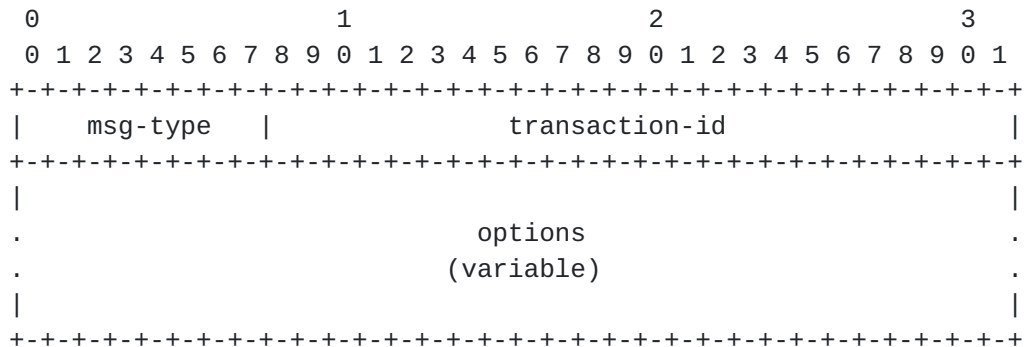 0                   1                   2                   3
0 1 2 3 4 5 6 7 8 9 0 1 2 3 4 5 6 7 8 9 0 1 2 3 4 5 6 7 8 9 0 1
+-+-+-+-+-+-+-+-+-+-+-+-+-+-+-+-+-+-+-+-+-+-+-+-+-+-+-+-+-+-+-+-+
|    msg-type   |               transaction-id                  |
+-+-+-+-+-+-+-+-+-+-+-+-+-+-+-+-+-+-+-+-+-+-+-+-+-+-+-+-+-+-+-+-+
|                                                               |
.                             options                           .
.                           (variable)                          .
|                                                               |
+-+-+-+-+-+-+-+-+-+-+-+-+-+-+-+-+-+-+-+-+-+-+-+-+-+-+-+-+-+-+-+-+